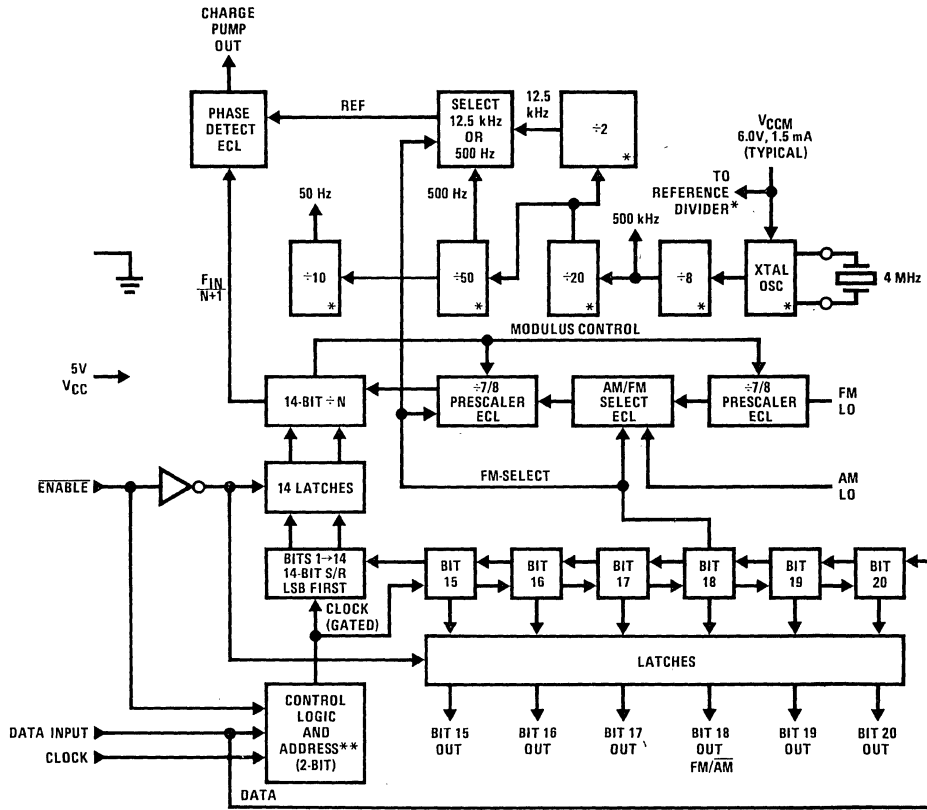 CHARGE
PUMP
OUT
PHASE
DETECT
ECL
REF
SELECT
12.5 kHz
OR
500 Hz
12.5
kHz
÷2
*
VCCM
6.0V, 1.5 mA
(TYPICAL)
TO
REFERENCE
DIVIDER*
50 Hz
500 Hz
500 kHz
÷10
*
÷50
*
÷20
*
÷8
*
XTAL
OSC
*
4 MHz
FIN
N+1
MODULUS CONTROL
5V
VCC
14-BIT ÷N
÷7/8
PRESCALER
ECL
AM/FM
SELECT
ECL
÷7/8
PRESCALER
ECL
FM
LO
ENABLE
14 LATCHES
FM-SELECT
AM
LO
BITS 1→14
14-BIT S/R
LSB FIRST
BIT
15
BIT
16
BIT
17
BIT
18
BIT
19
BIT
20
CLOCK
(GATED)
LATCHES
CONTROL
LOGIC
AND
ADDRESS**
(2-BIT)
DATA INPUT
CLOCK
DATA
BIT 15
OUT
BIT 16
OUT
BIT 17
OUT
BIT 18
OUT
FM/AM
BIT 19
OUT
BIT 20
OUT